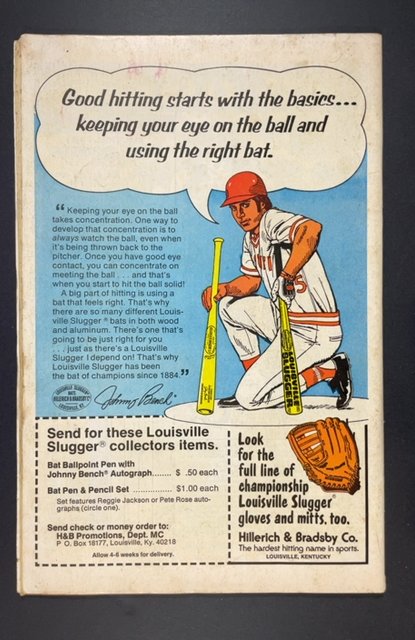 Good hitting starts with the basics...
keeping your eye on the ball and
using the right bat.
“ Keeping your eye on the ball
takes concentration. One way to
develop that concentration is to
always watch the ball, even when
it's being thrown back to the
pitcher. Once you have good eye
contact, you can concentrate on
meeting the ball . . . and that's
when you start to hit the ball solid!
A big part of hitting is using a
bat that feels right. That's why
there are so many different Louis-
ville Slugger® bats in both wood
and aluminum. There's one that's
going to be just right for you
. . . just as there's a Louisville
Slugger I depend on! That's why
Louisville Slugger has been
the bat of champions since 1884.”
LOUISVILLE SLUGGER
BATS
HILLERICH & BRADSBY Co
LOUISVILLE, KY.
Johnny Bench
5
LOUISVILLE
SLUGGER
Send for these Louisville
Slugger® collectors items.
Bat Ballpoint Pen with
Johnny Bench® Autograph....... $ .50 each
Bat Pen & Pencil Set .............. $1.00 each
Set features Reggie Jackson or Pete Rose auto-
graphs (circle one).
Send check or money order to:
H&B Promotions, Dept. MC
P. O. Box 18177, Louisville, Ky. 40218
Allow 4-6 weeks for delivery.
Look
for the
full line of
championship
Louisville Slugger®
gloves and mitts, too.
Hillerich & Bradsby Co.
The hardest hitting name in sports.
LOUISVILLE, KENTUCKY